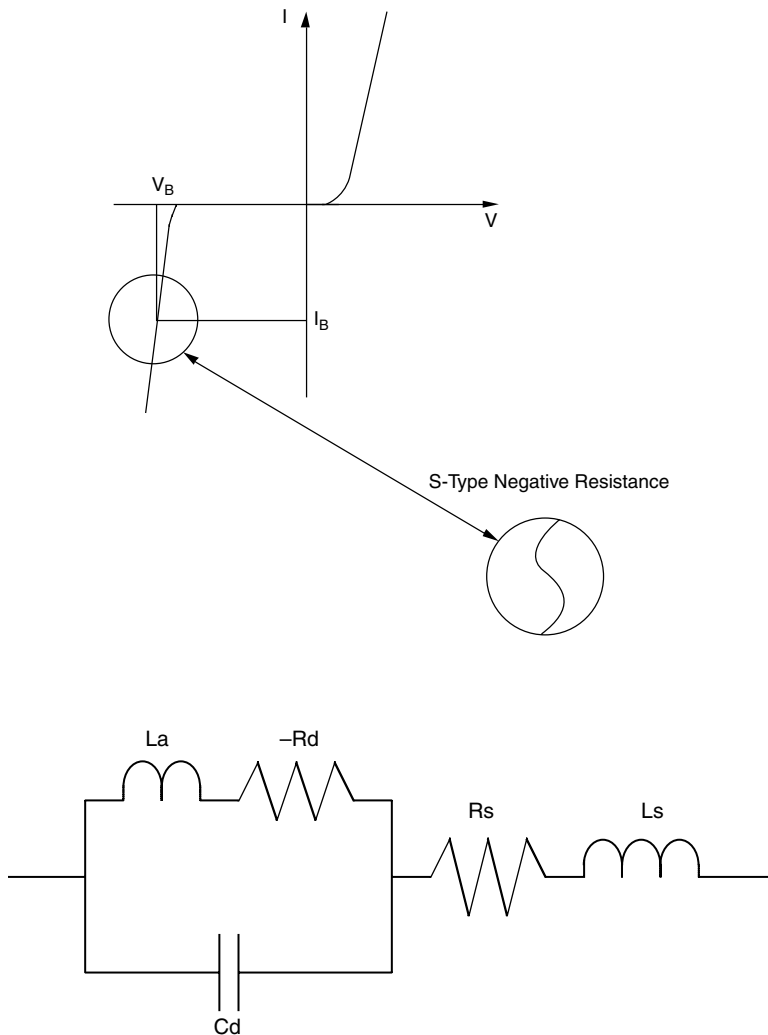 I
V_B
V
I_B
S-Type Negative Resistance
La
–Rd
Rs
Ls
Cd